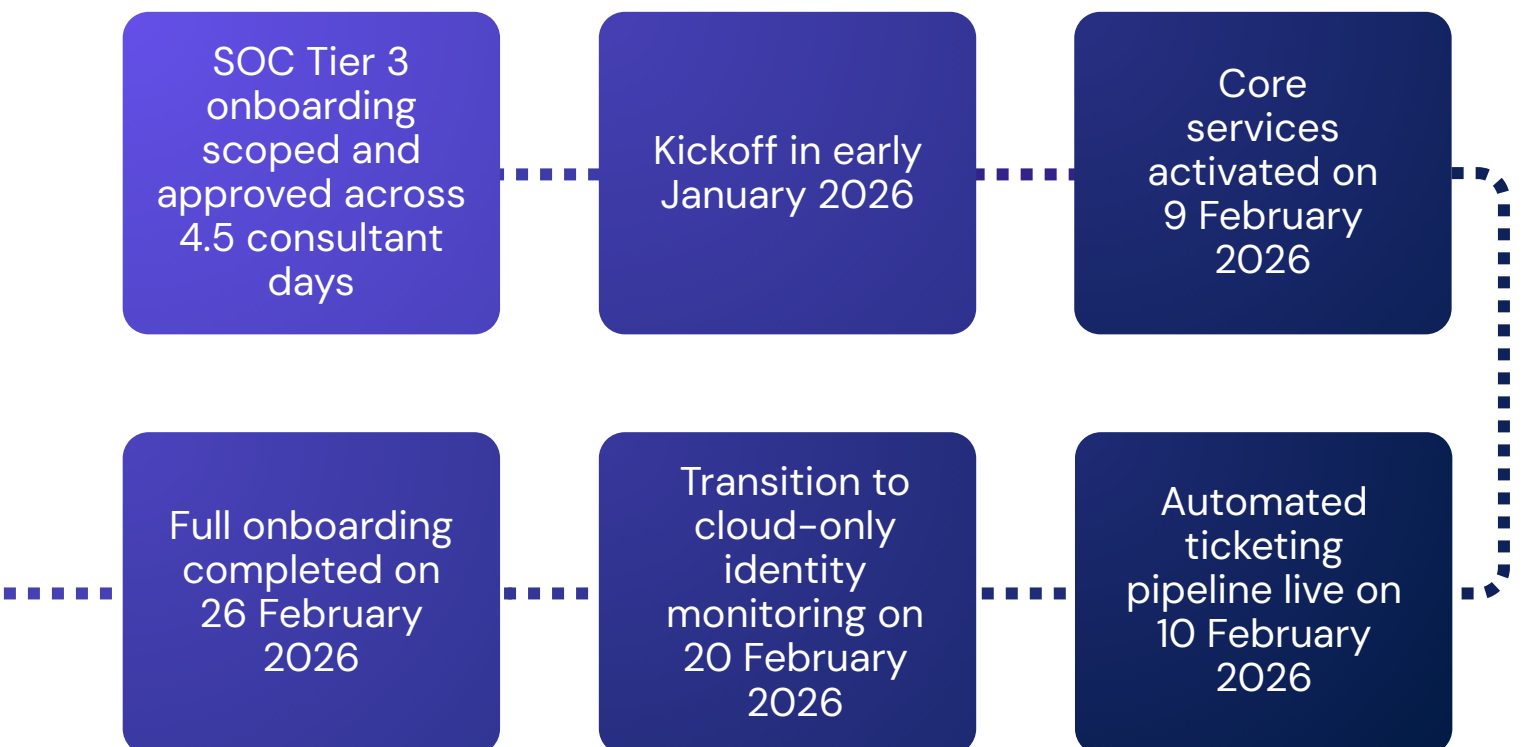 SOC Tier 3
onboarding
scoped and
approved across
4.5 consultant
days
Kickoff in early
January 2026
Core
services
activated on
9 February
2026
Automated
ticketing
pipeline live on
10 February
2026
Transition to
cloud-only
identity
monitoring on
20 February
2026
Full onboarding
completed on
26 February
2026